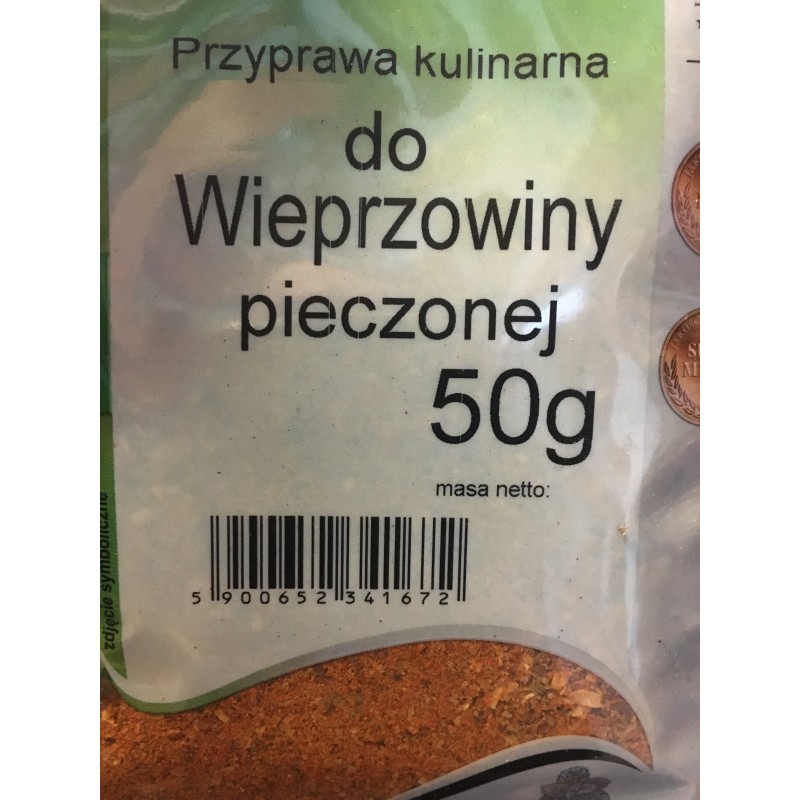 Przyprawa kulinarna
do
Wieprzowiny
pieczonej
50g
masa netto:
5 900652 341672
zdjęcie symboliczne